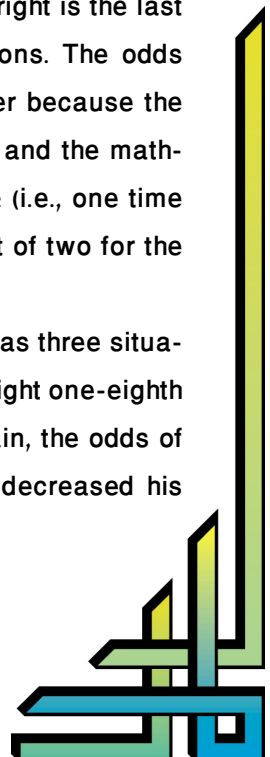 right is the last
ons. The odds
er because the
and the math-
(i.e., one time
t of two for the
as three situa-
ight one-eighth
in, the odds of
decreased his